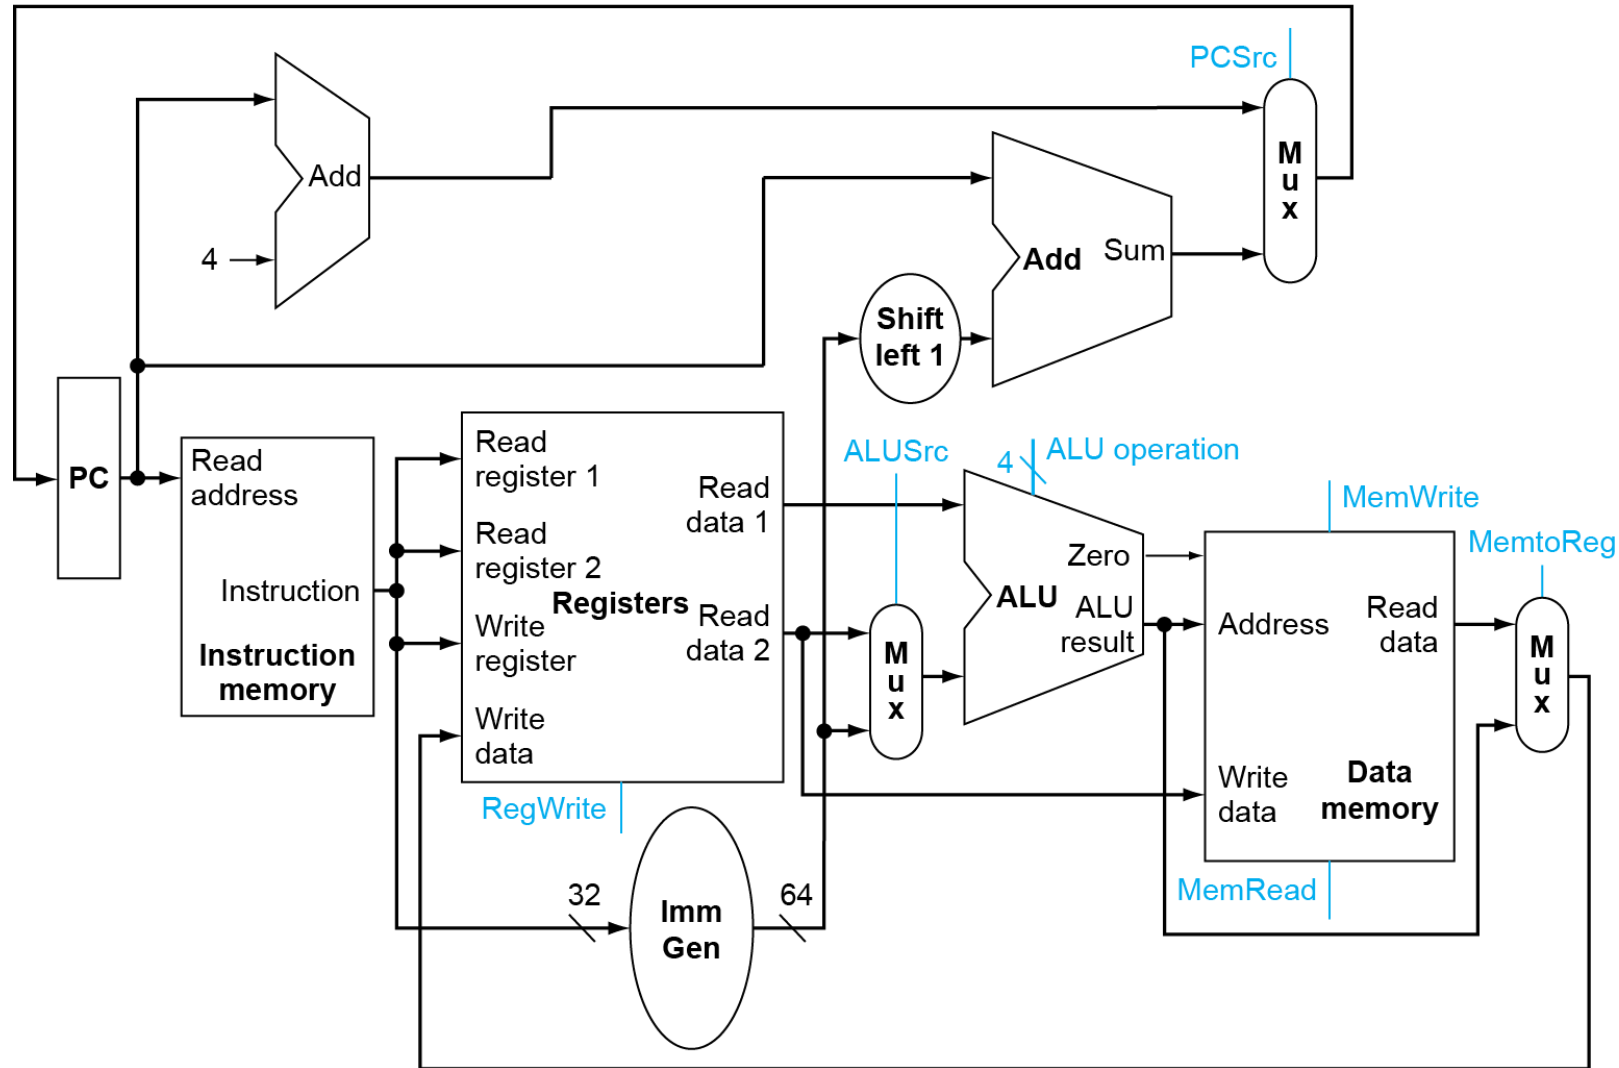 PCSrc
M
u
x
Add
4
Add
Sum
Shift
left 1
PC
Read
address
Instruction
Instruction
memory
Read
register 1
Read
register 2
Write
register
Write
data
Registers
Read
data 1
Read
data 2
RegWrite
ALUSrc
M
u
x
4
ALU operation
Zero
ALU
ALU
result
MemWrite
Address
Read
data
Write
data
Data
memory
MemRead
MemtoReg
M
u
x
32
Imm
Gen
64